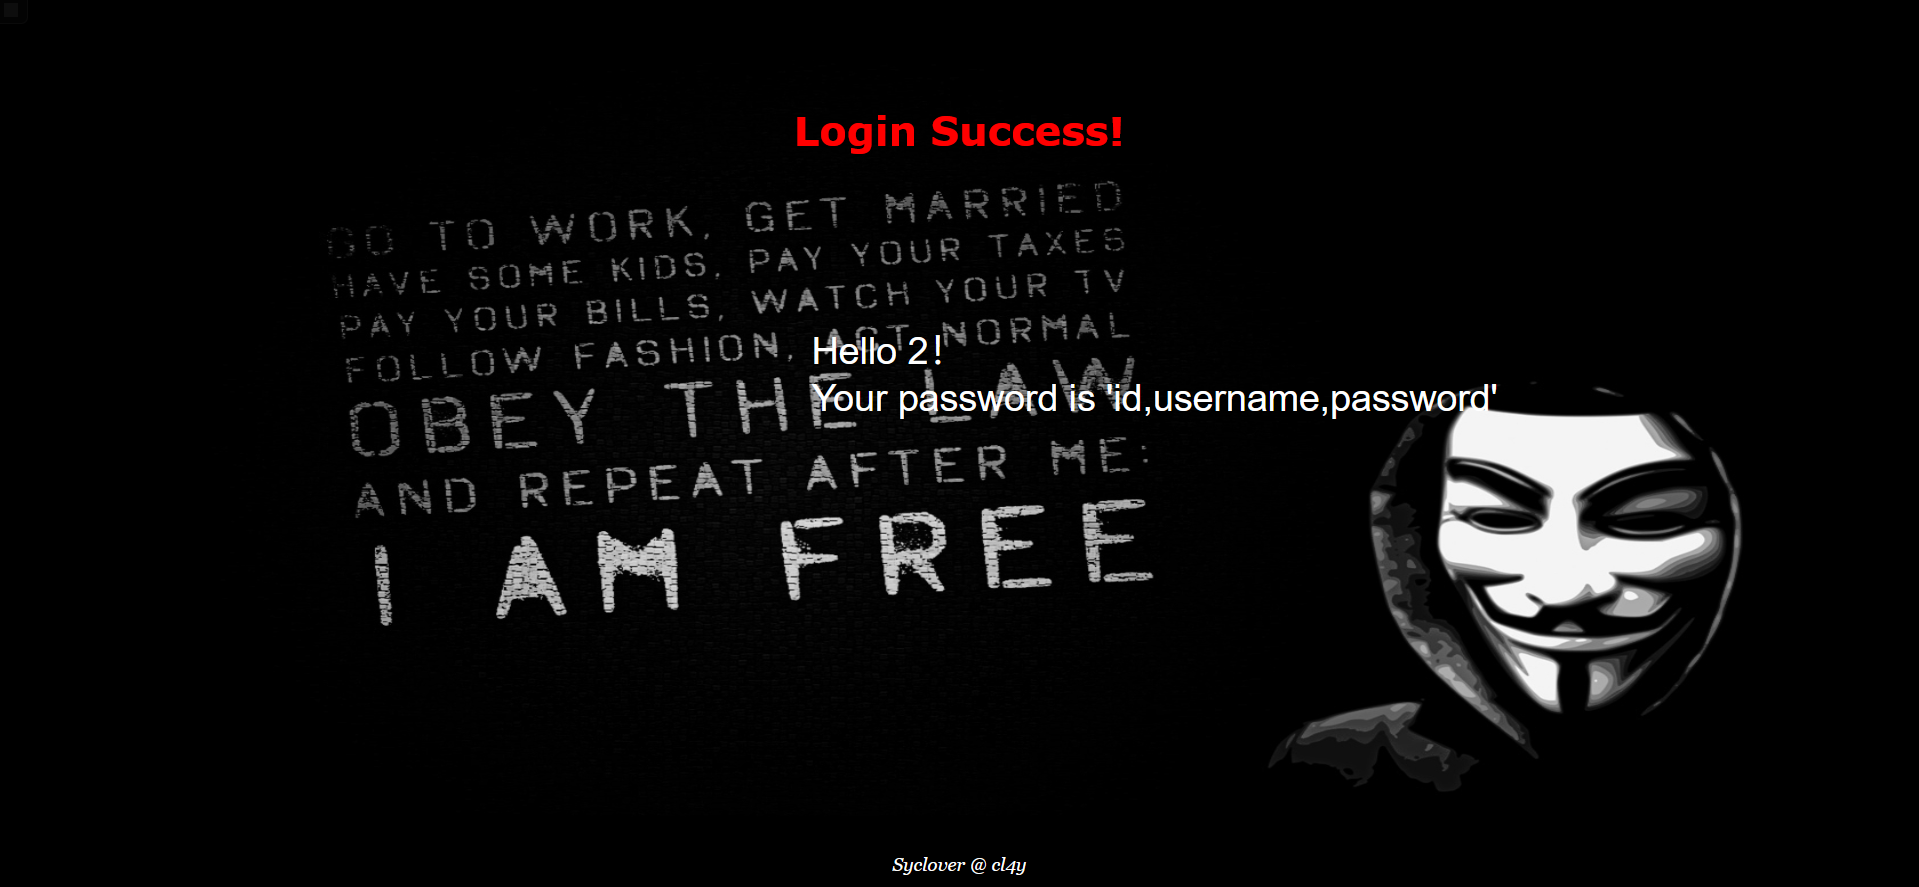 Login Success!
GO TO WORK, GET MARRIED
HAVE SOME KIDS, PAY YOUR TAXES
PAY YOUR BILLS, WATCH YOUR TV
FOLLOW FASHION, ACT NORMAL
OBEY THE LAW
AND REPEAT AFTER ME:
I AM FREE
Hello 2！
Your password is 'id,username,password'
Syclover @ cl4y